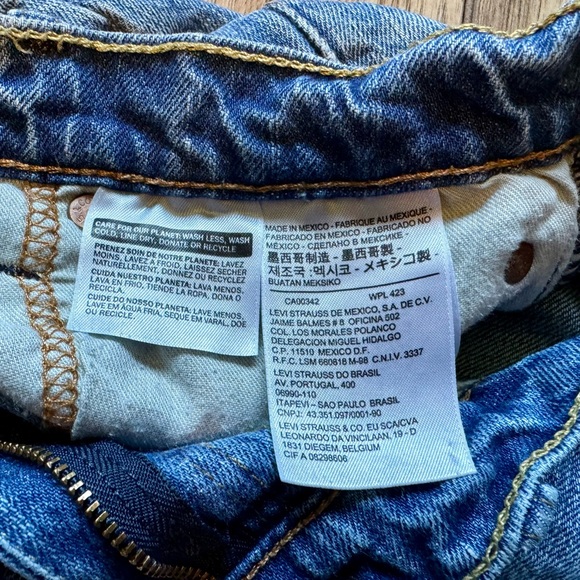 CARE FOR OUR PLANET: WASH LESS, WASH
COLD, LINE DRY, DONATE OR RECYCLE
PRENEZ SOIN DE NOTRE PLANETE: LAVEZ
MOINS, LAVEZ A FROID, LAISSEZ SECHER
NATURELLEMENT, DONNEZ OU RECYCLEZ
CUIDA NUESTRO PLANETA: LAVA MENOS,
LAVA EN FRIO, TIENDE LA ROPA, DONA O
RECICLA
CUIDE DO NOSSO PLANETA: LAVE MENOS,
LAVE EM ÁGUA FRIA, SEQUE EM VARAL, DOE
OU RECICLE
MADE IN MEXICO - FABRIQUE AU MEXIQUE -
FABRICADO EN MEXICO - FABRICADO NO
MÉXICO - СДЕЛАНО В МЕКСИКЕ -
墨西哥制造 - 墨西哥製 -
제조국 :멕시코 - メキシコ製 -
BUATAN MEKSIKO
CA00342 WPL 423
LEVI STRAUSS DE MEXICO, S.A. DE C.V.
JAIME BALMES # 8 OFICINA 502
COL. LOS MORALES POLANCO
DELEGACION MIGUEL HIDALGO
C.P. 11510 MEXICO D.F.
R.F.C. LSM 660818 M-98 C.N.I.V. 3337
LEVI STRAUSS DO BRASIL
AV. PORTUGAL, 400
06990-110
ITAPEVI - SAO PAULO BRASIL
CNPJ: 43.351.097/0001-90
LEVI STRAUSS & CO. EU SCA/CVA
LEONARDO DA VINCILAAN, 19 - D
1831 DIEGEM, BELGIUM
CIF A 08298606